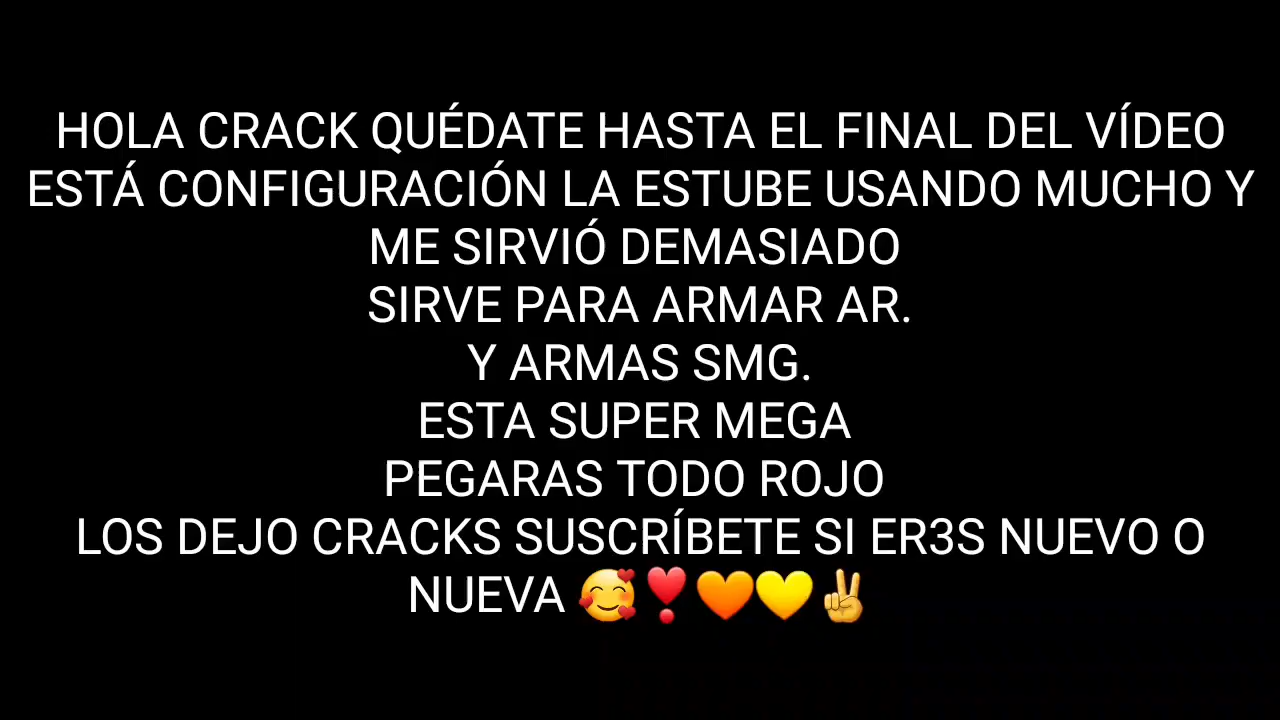 HOLA CRACK QUÉDATE HASTA EL FINAL DEL VÍDEO
ESTÁ CONFIGURACIÓN LA ESTUBE USANDO MUCHO Y
ME SIRVIÓ DEMASIADO
SIRVE PARA ARMAR AR.
Y ARMAS SMG.
ESTA SUPER MEGA
PEGARAS TODO ROJO
LOS DEJO CRACKS SUSCRÍBETE SI ER3S NUEVO O
NUEVA 🥰❣️🧡💛✌️